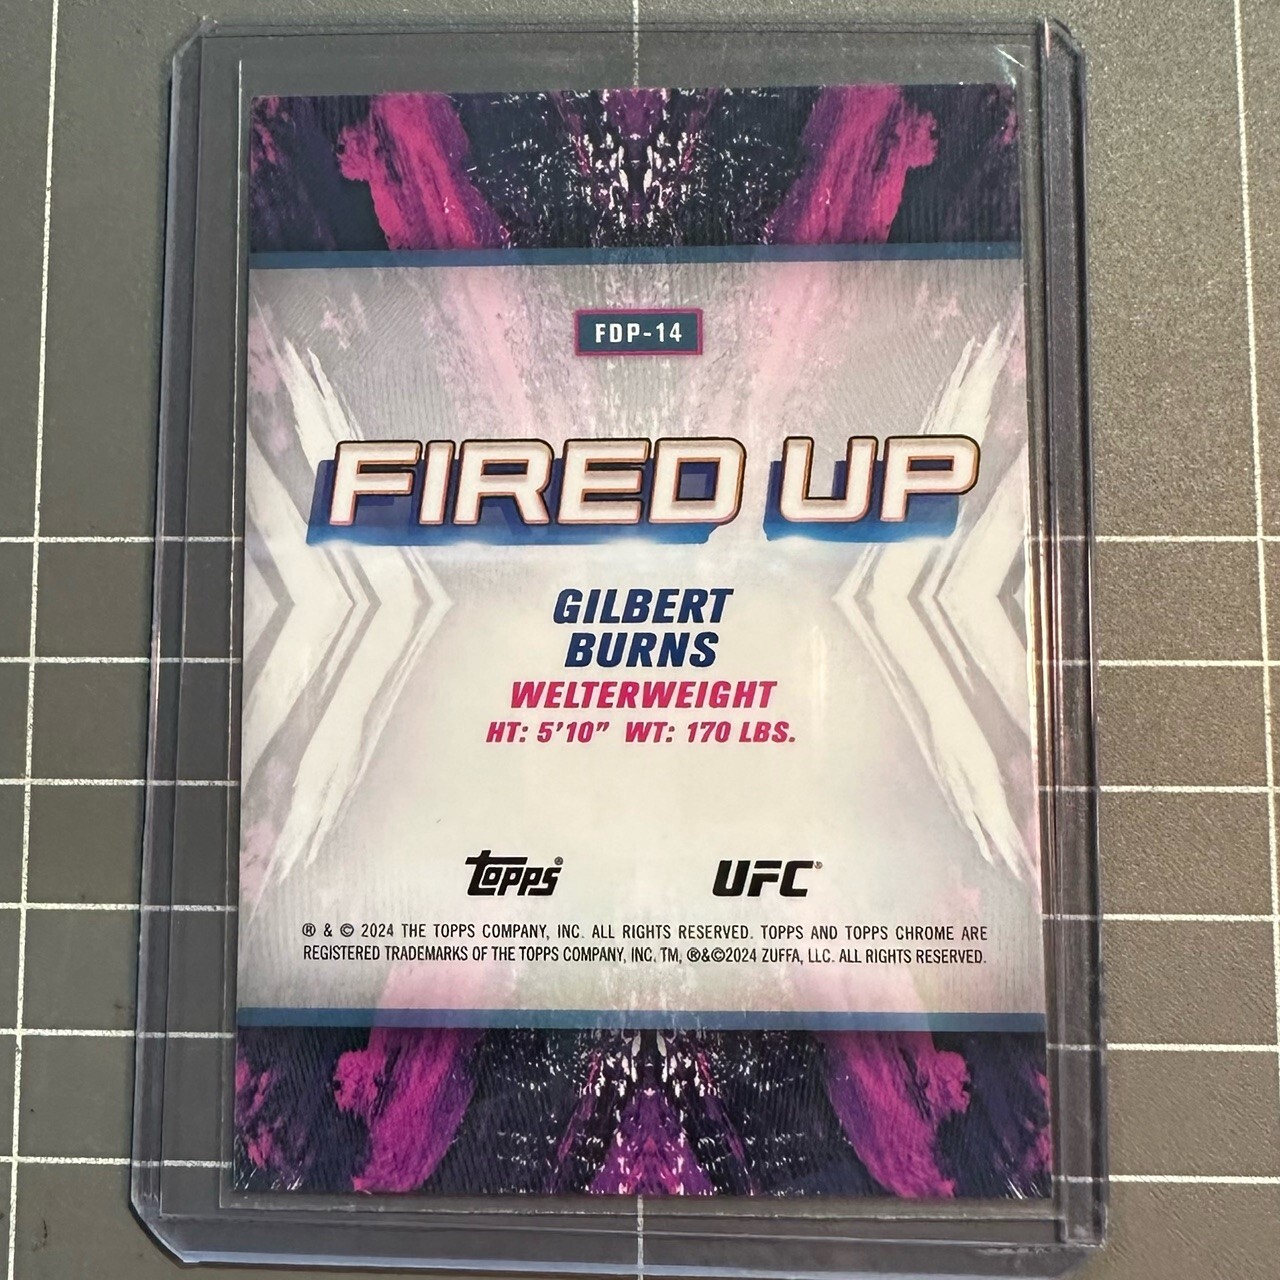 FDP-14
FIRED UP
GILBERT
BURNS
WELTERWEIGHT
HT: 5'10" WT: 170 LBS.
Topps® UFC®
® & © 2024 THE TOPPS COMPANY, INC. ALL RIGHTS RESERVED. TOPPS AND TOPPS CHROME ARE
REGISTERED TRADEMARKS OF THE TOPPS COMPANY, INC. TM, ®&©2024 ZUFFA, LLC. ALL RIGHTS RESERVED.